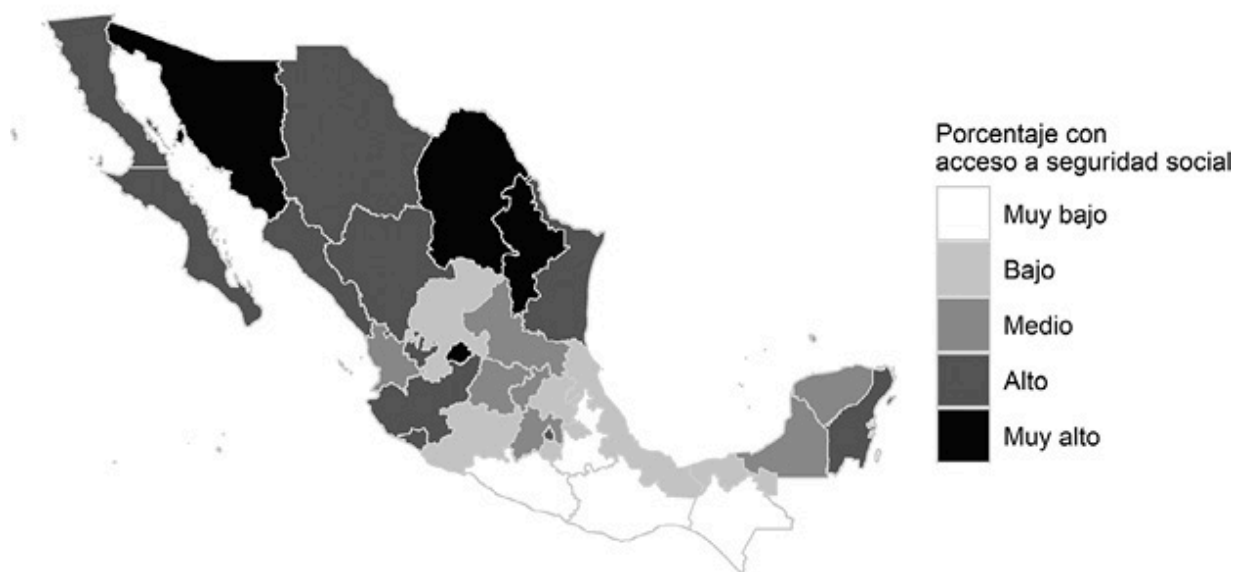 Porcentaje con
acceso a seguridad social
Muy bajo
Bajo
Medio
Alto
Muy alto